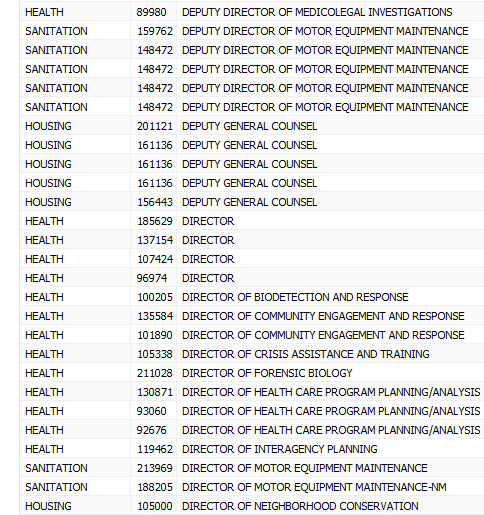 HEALTH 89980 DEPUTY DIRECTOR OF MEDICOLEGAL INVESTIGATIONS
SANITATION 159762 DEPUTY DIRECTOR OF MOTOR EQUIPMENT MAINTENANCE
SANITATION 148472 DEPUTY DIRECTOR OF MOTOR EQUIPMENT MAINTENANCE
SANITATION 148472 DEPUTY DIRECTOR OF MOTOR EQUIPMENT MAINTENANCE
SANITATION 148472 DEPUTY DIRECTOR OF MOTOR EQUIPMENT MAINTENANCE
SANITATION 148472 DEPUTY DIRECTOR OF MOTOR EQUIPMENT MAINTENANCE
HOUSING 201121 DEPUTY GENERAL COUNSEL
HOUSING 161136 DEPUTY GENERAL COUNSEL
HOUSING 161136 DEPUTY GENERAL COUNSEL
HOUSING 161136 DEPUTY GENERAL COUNSEL
HOUSING 156443 DEPUTY GENERAL COUNSEL
HEALTH 185629 DIRECTOR
HEALTH 137154 DIRECTOR
HEALTH 107424 DIRECTOR
HEALTH 96974 DIRECTOR
HEALTH 100205 DIRECTOR OF BIODETECTION AND RESPONSE
HEALTH 135584 DIRECTOR OF COMMUNITY ENGAGEMENT AND RESPONSE
HEALTH 101890 DIRECTOR OF COMMUNITY ENGAGEMENT AND RESPONSE
HEALTH 105338 DIRECTOR OF CRISIS ASSISTANCE AND TRAINING
HEALTH 211028 DIRECTOR OF FORENSIC BIOLOGY
HEALTH 130871 DIRECTOR OF HEALTH CARE PROGRAM PLANNING/ANALYSIS
HEALTH 93060 DIRECTOR OF HEALTH CARE PROGRAM PLANNING/ANALYSIS
HEALTH 92676 DIRECTOR OF HEALTH CARE PROGRAM PLANNING/ANALYSIS
HEALTH 119462 DIRECTOR OF INTERAGENCY PLANNING
SANITATION 213969 DIRECTOR OF MOTOR EQUIPMENT MAINTENANCE
SANITATION 188205 DIRECTOR OF MOTOR EQUIPMENT MAINTENANCE-NM
HOUSING 105000 DIRECTOR OF NEIGHBORHOOD CONSERVATION